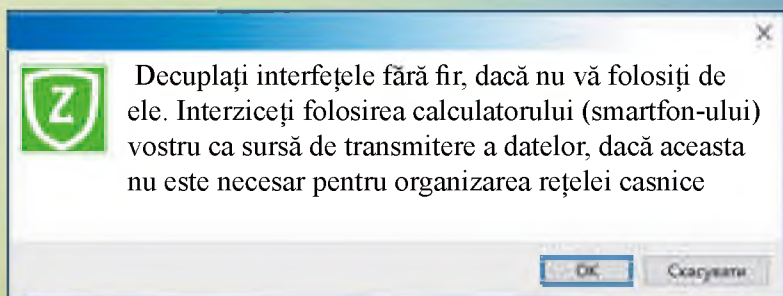 Z
Decuplați interfețele fără fir, dacă nu vă folosiți de
ele. Interziceți folosirea calculatorului (smartfon-ului)
vostru ca sursă de transmitere a datelor, dacă aceasta
nu este necesar pentru organizarea rețelei casnice
OK Скасувати